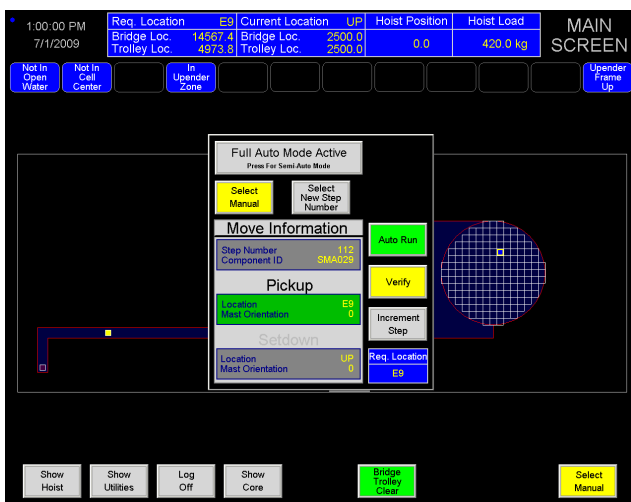 1:00:00 PM
7/1/2009
Req. Location E9
Bridge Loc. 14567.4
Trolley Loc. 4973.8
Current Location UP
Bridge Loc. 2500.0
Trolley Loc. 2500.0
Hoist Position
0.0
Hoist Load
420.0 kg
MAIN
SCREEN
Not In
Open
Water
Not In
Cell
Center
In
Upender
Zone
Upender
Frame
Up
Full Auto Mode Active
Press For Semi-Auto Mode
Select
Manual
Select
New Step
Number
Move Information
Step Number 112
Component ID SMA029
Pickup
Location E9
Mast Orientation 0
Setdown
Location UP
Mast Orientation 0
Auto Run
Verify
Increment
Step
Req. Location
E9
Show
Hoist
Show
Utilities
Log
Off
Show
Core
Bridge
Trolley
Clear
Select
Manual